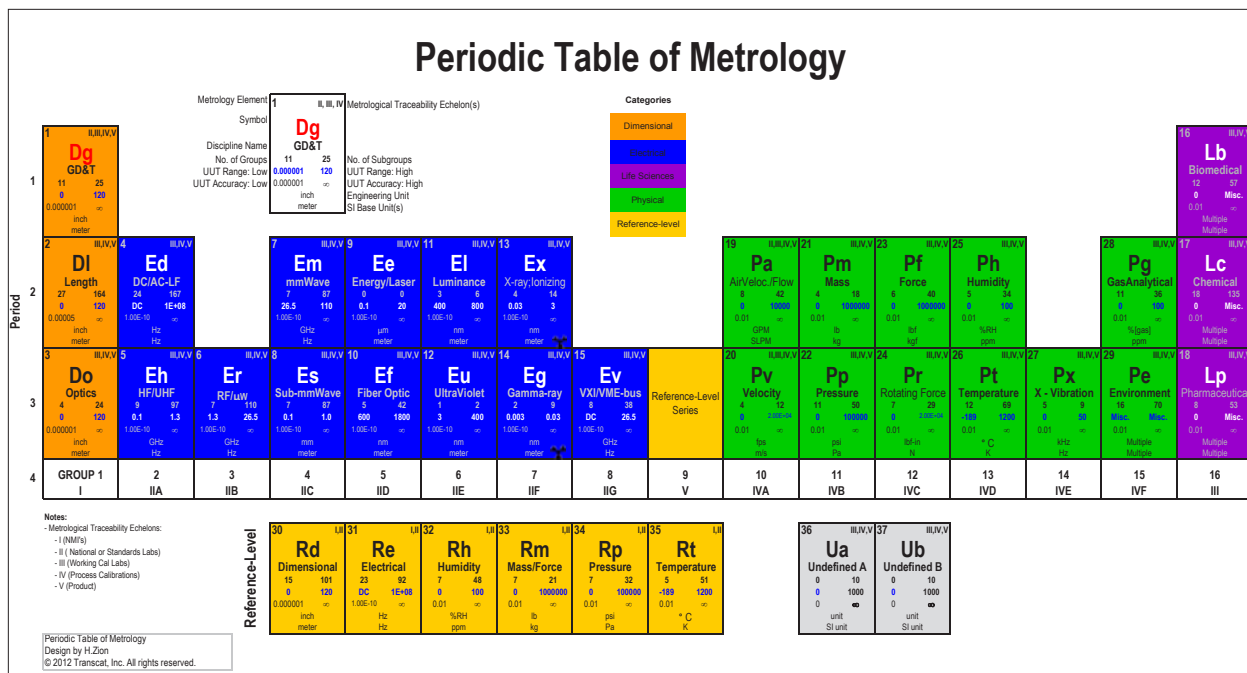 Periodic Table of Metrology
Metrology Element
Symbol
Discipline Name
No. of Groups
UUT Range: Low
UUT Accuracy: Low
1 II, III, IV
Dg
GD&T
11 25
0.000001 120
0.000001 ∞
inch
meter
Metrological Traceability Echelon(s)
No. of Subgroups
UUT Range: High
UUT Accuracy: High
Engineering Unit
SI Base Unit(s)
Categories
Dimensional
Electrical
Life Sciences
Physical
Reference-level
Period
1
1 II,III,IV,V
Dg
GD&T
11 25
0 120
0.000001 ∞
inch
meter
16 III,IV,V
Lb
Biomedical
12 57
0 Misc.
0.01 ∞
Multiple
Multiple
2
2 III,IV,V
Dl
Length
27 164
0 120
0.00005 ∞
inch
meter
4 III,IV,V
Ed
DC/AC-LF
24 167
DC 1E+08
1.00E-10 ∞
Hz
Hz
7 III,IV,V
Em
mmWave
7 87
26.5 110
1.00E-10 ∞
GHz
Hz
9 III,IV,V
Ee
Energy/Laser
0 0
0.1 20
1.00E-10 ∞
µm
meter
11 III,IV,V
El
Luminance
3 6
400 800
1.00E-10 ∞
nm
meter
13 III,IV,V
Ex
X-ray;Ionizing
4 14
0.03 3
1.00E-10 ∞
nm
meter
19 II,III,IV,V
Pa
AirVeloc./Flow
8 42
0 10000
0.01 ∞
GPM
SLPM
21 III,IV,V
Pm
Mass
4 18
0 1000000
0.01 ∞
lb
kg
23 III,IV,V
Pf
Force
6 40
0 1000000
0.01 ∞
lbf
kgf
25 III,IV,V
Ph
Humidity
5 34
0 100
0.01 ∞
%RH
ppm
28 III,IV,V
Pg
GasAnalytical
11 36
0 100
0.01 ∞
%[gas]
ppm
17 III,IV,V
Lc
Chemical
18 135
0 Misc.
0.01 ∞
Multiple
Multiple
3
3 III,IV,V
Do
Optics
4 24
0 120
0.000001 ∞
inch
meter
5 III,IV,V
Eh
HF/UHF
9 97
0.1 1.3
1.00E-10 ∞
GHz
Hz
6 III,IV,V
Er
RF/µW
7 110
1.3 26.5
1.00E-10 ∞
GHz
Hz
8 III,IV,V
Es
Sub-mmWave
7 87
0.1 1.0
1.00E-10 ∞
mm
meter
10 III,IV,V
Ef
Fiber Optic
5 42
600 1800
1.00E-10 ∞
nm
meter
12 III,IV,V
Eu
UltraViolet
1 2
3 400
1.00E-10 ∞
nm
meter
14 III,IV,V
Eg
Gamma-ray
2 9
0.003 0.03
1.00E-10 ∞
nm
meter
15 III,IV,V
Ev
VXI/VME-bus
8 38
DC 26.5
1.00E-10 ∞
GHz
Hz
Reference-Level
Series
20 II,III,IV,V
Pv
Velocity
4 12
0 2.00E+04
0.01 ∞
fps
m/s
22 III,IV,V
Pp
Pressure
11 50
0 100000
0.01 ∞
psi
Pa
24 III,IV,V
Pr
Rotating Force
7 29
0 2.00E+04
0.01 ∞
lbf-in
N
26 III,IV,V
Pt
Temperature
12 69
-189 1200
0.01 ∞
° C
K
27 III,IV,V
Px
X - Vibration
5 9
0 50
0.01 ∞
kHz
Hz
29 III,IV,V
Pe
Environment
16 70
Misc. Misc.
0.01 ∞
Multiple
Multiple
18 III,IV,V
Lp
Pharmaceutical
8 53
0 Misc.
0.01 ∞
Multiple
Multiple
4
GROUP 1 2 3 4 5 6 7 8 9 10 11 12 13 14 15 16
I IIA IIB IIC IID IIE IIF IIG V IVA IVB IVC IVD IVE IVF III
Notes:
- Metrological Traceability Echelons:
- I (NMI's)
- II ( National or Standards Labs)
- III (Working Cal Labs)
- IV (Process Calibrations)
- V (Product)
Reference-Level
30 I,II
Rd
Dimensional
15 101
0 120
0.000001 ∞
inch
meter
31 I,II
Re
Electrical
23 92
DC 1E+08
1.00E-10 ∞
Hz
Hz
32 I,II
Rh
Humidity
7 48
0 100
0.01 ∞
%RH
ppm
33 I,II
Rm
Mass/Force
7 21
0 1000000
0.01 ∞
lb
kg
34 I,II
Rp
Pressure
7 32
0 100000
0.01 ∞
psi
Pa
35 I,II
Rt
Temperature
5 51
-189 1200
0.01 ∞
° C
K
36 III,IV,V
Ua
Undefined A
0 10
0 1000
0 ∞
unit
SI unit
37 III,IV,V
Ub
Undefined B
0 10
0 1000
0 ∞
unit
SI unit
Periodic Table of Metrology
Design by H.Zion
© 2012 Transcat, Inc. All rights reserved.